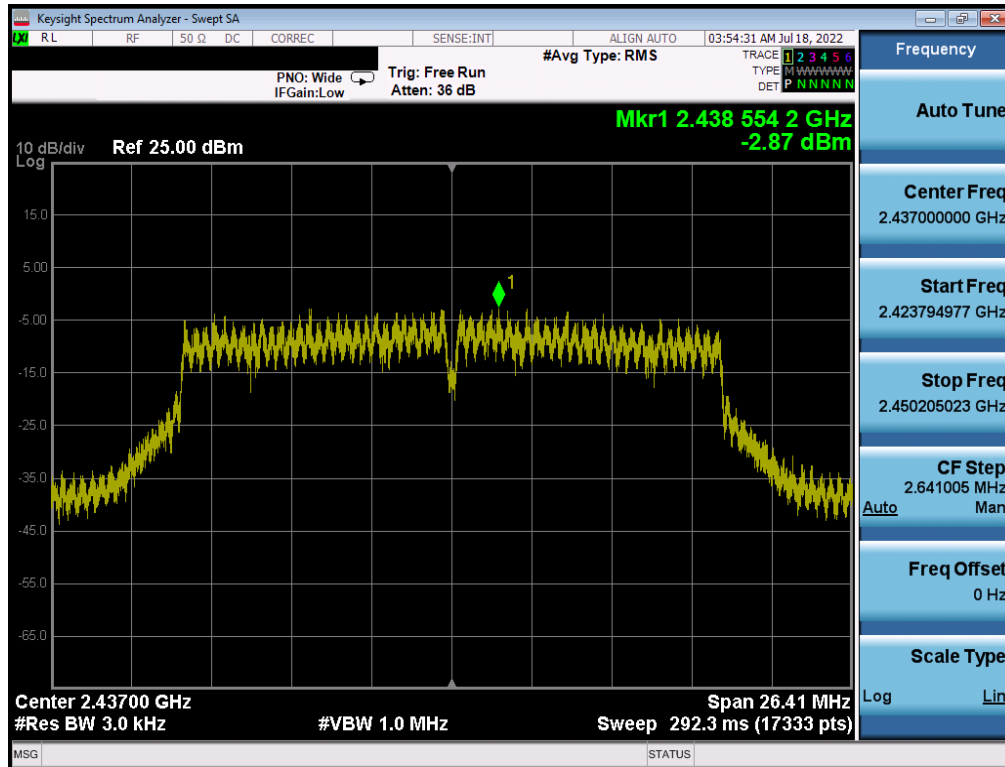 Keysight Spectrum Analyzer - Swept SA
LXI RL RF 50 Ω DC CORREC SENSE:INT ALIGN AUTO 03:54:31 AM Jul 18, 2022
PNO: Wide
IFGain:Low
Trig: Free Run
Atten: 36 dB
#Avg Type: RMS
TRACE 1 2 3 4 5 6
TYPE M W W W W W
DET P N N N N N
Mkr1 2.438 554 2 GHz
-2.87 dBm
10 dB/div Ref 25.00 dBm
Log
15.0
5.00
-5.00
-15.0
-25.0
-35.0
-45.0
-55.0
-65.0
1
Center 2.43700 GHz Span 26.41 MHz
#Res BW 3.0 kHz #VBW 1.0 MHz Sweep 292.3 ms (17333 pts)
MSG STATUS
Frequency
Auto Tune
Center Freq
2.437000000 GHz
Start Freq
2.423794977 GHz
Stop Freq
2.450205023 GHz
CF Step
2.641005 MHz
Auto Man
Freq Offset
0 Hz
Scale Type
Log Lin